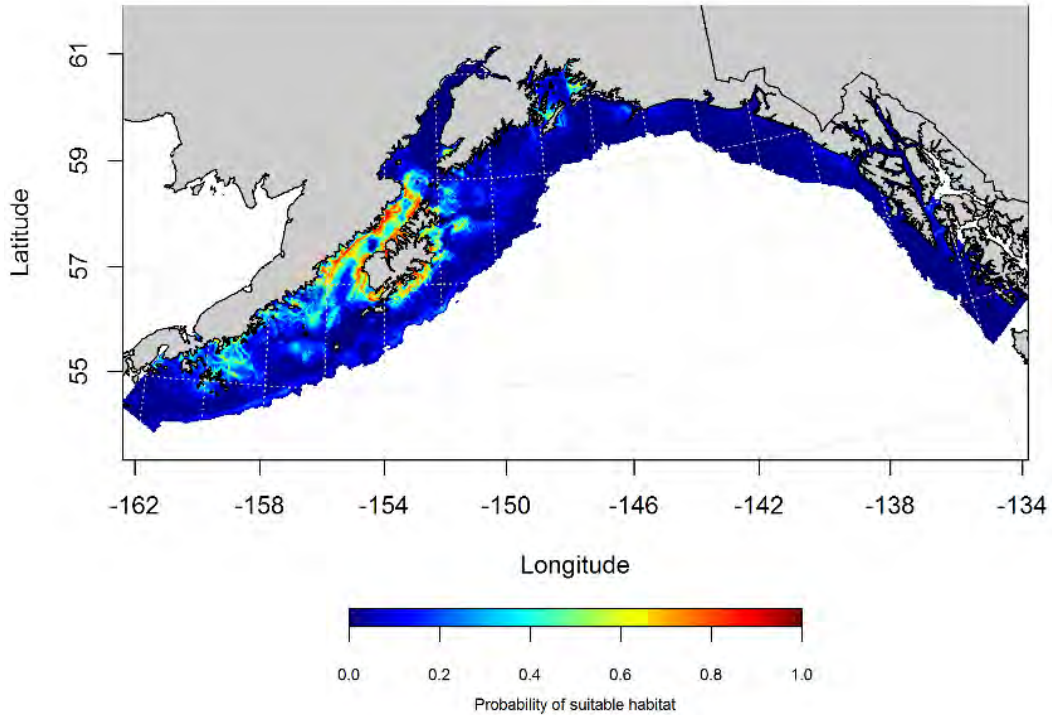 61
59
57
55
Latitude
-162 -158 -154 -150 -146 -142 -138 -134
Longitude
0.0 0.2 0.4 0.6 0.8 1.0
Probability of suitable habitat